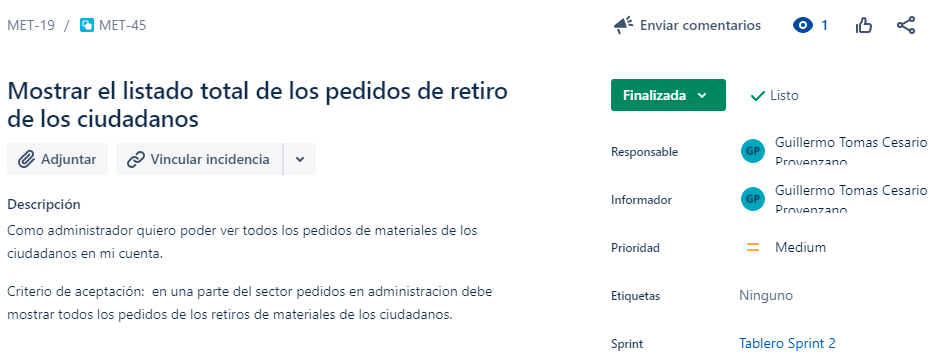 MET-19 / MET-45
Enviar comentarios
1
Mostrar el listado total de los pedidos de retiro
de los ciudadanos
Adjuntar
Vincular incidencia
Descripción
Como administrador quiero poder ver todos los pedidos de materiales de los
ciudadanos en mi cuenta.
Criterio de aceptación:  en una parte del sector pedidos en administracion debe
mostrar todos los pedidos de los retiros de materiales de los ciudadanos.
Finalizada
Listo
Responsable
GP
Guillermo Tomas Cesario
Provenzano
Informador
GP
Guillermo Tomas Cesario
Provenzano
Prioridad
Medium
Etiquetas
Ninguno
Sprint
Tablero Sprint 2